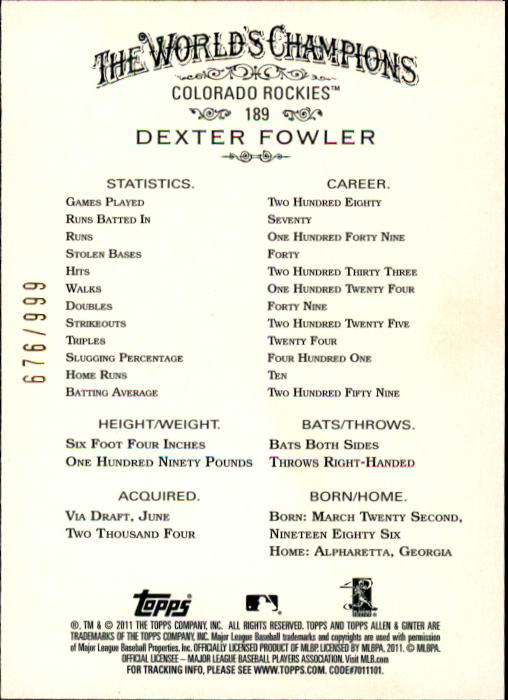 THE WORLD'S CHAMPIONS
COLORADO ROCKIES™
189
DEXTER FOWLER
STATISTICS. CAREER.
GAMES PLAYED TWO HUNDRED EIGHTY
RUNS BATTED IN SEVENTY
RUNS ONE HUNDRED FORTY NINE
STOLEN BASES FORTY
HITS TWO HUNDRED THIRTY THREE
WALKS ONE HUNDRED TWENTY FOUR
DOUBLES FORTY NINE
STRIKEOUTS TWO HUNDRED TWENTY FIVE
TRIPLES TWENTY FOUR
SLUGGING PERCENTAGE FOUR HUNDRED ONE
HOME RUNS TEN
BATTING AVERAGE TWO HUNDRED FIFTY NINE
676/999
HEIGHT/WEIGHT. BATS/THROWS.
SIX FOOT FOUR INCHES BATS BOTH SIDES
ONE HUNDRED NINETY POUNDS THROWS RIGHT-HANDED
ACQUIRED. BORN/HOME.
VIA DRAFT, JUNE BORN: MARCH TWENTY SECOND,
TWO THOUSAND FOUR NINETEEN EIGHTY SIX
HOME: ALPHARETTA, GEORGIA
Topps
®, TM & © 2011 THE TOPPS COMPANY, INC. ALL RIGHTS RESERVED. TOPPS AND TOPPS ALLEN & GINTER ARE
TRADEMARKS OF THE TOPPS COMPANY, INC. Major League Baseball trademarks and copyrights are used with permission
of Major League Baseball Properties, Inc. OFFICIALLY LICENSED PRODUCT OF MLBP. LICENSED BY MLBPA, 2011. © MLBPA.
OFFICIAL LICENSEE – MAJOR LEAGUE BASEBALL PLAYERS ASSOCIATION. Visit MLB.com
FOR TRACKING INFO, PLEASE SEE WWW.TOPPS.COM. CODE#7011101.